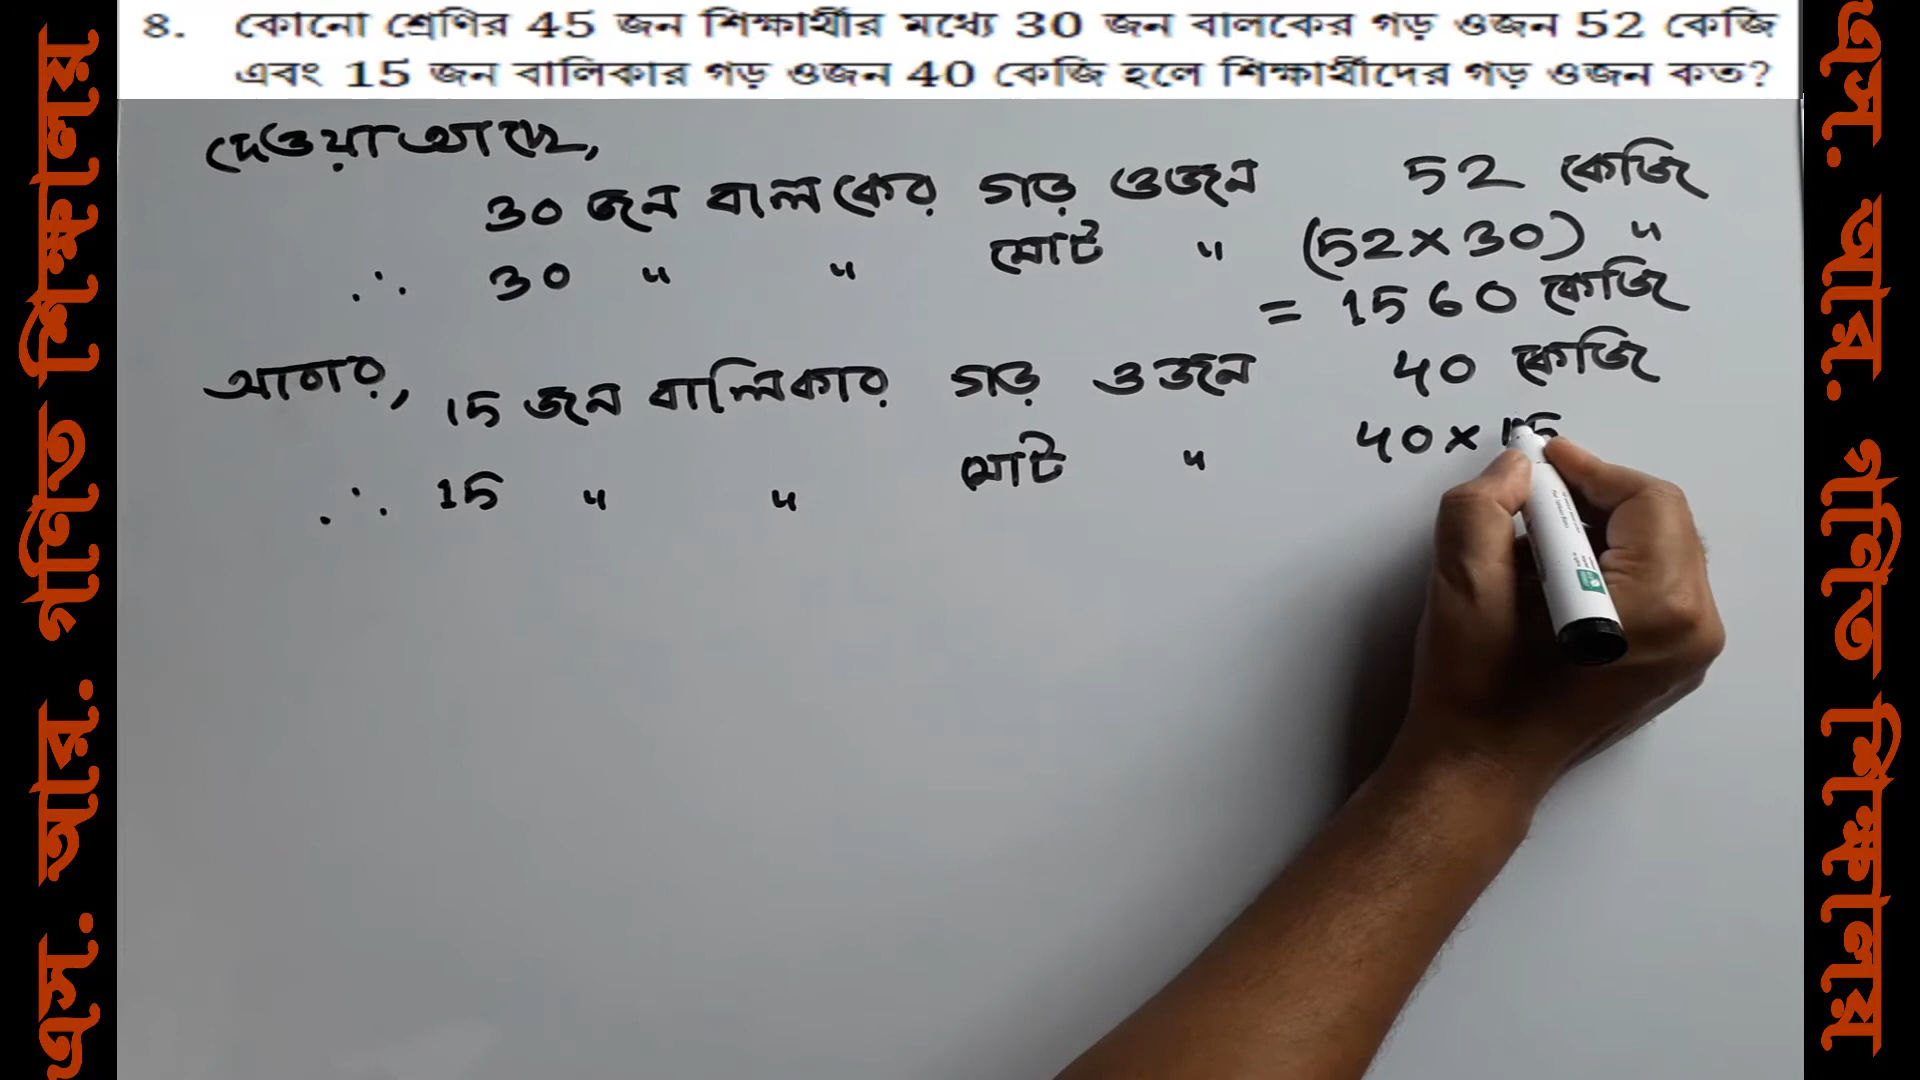 8. কোনো শ্রেণির 45 জন শিক্ষার্থীর মধ্যে 30 জন বালকের গড় ওজন 52 কেজি
এবং 15 জন বালিকার গড় ওজন 40 কেজি হলে শিক্ষার্থীদের গড় ওজন কত?
দেওয়া আছে,
30 জন বালকের গড় ওজন 52 কেজি
∴ 30 " " মোট " (52×30) "
= 1560 কেজি
আবার, 15 জন বালিকার গড় ওজন 40 কেজি
∴ 15 " " মোট " 40×15
এস. আর. গণিত শিক্ষালয়
এস. আর. গণিত শিক্ষালয়